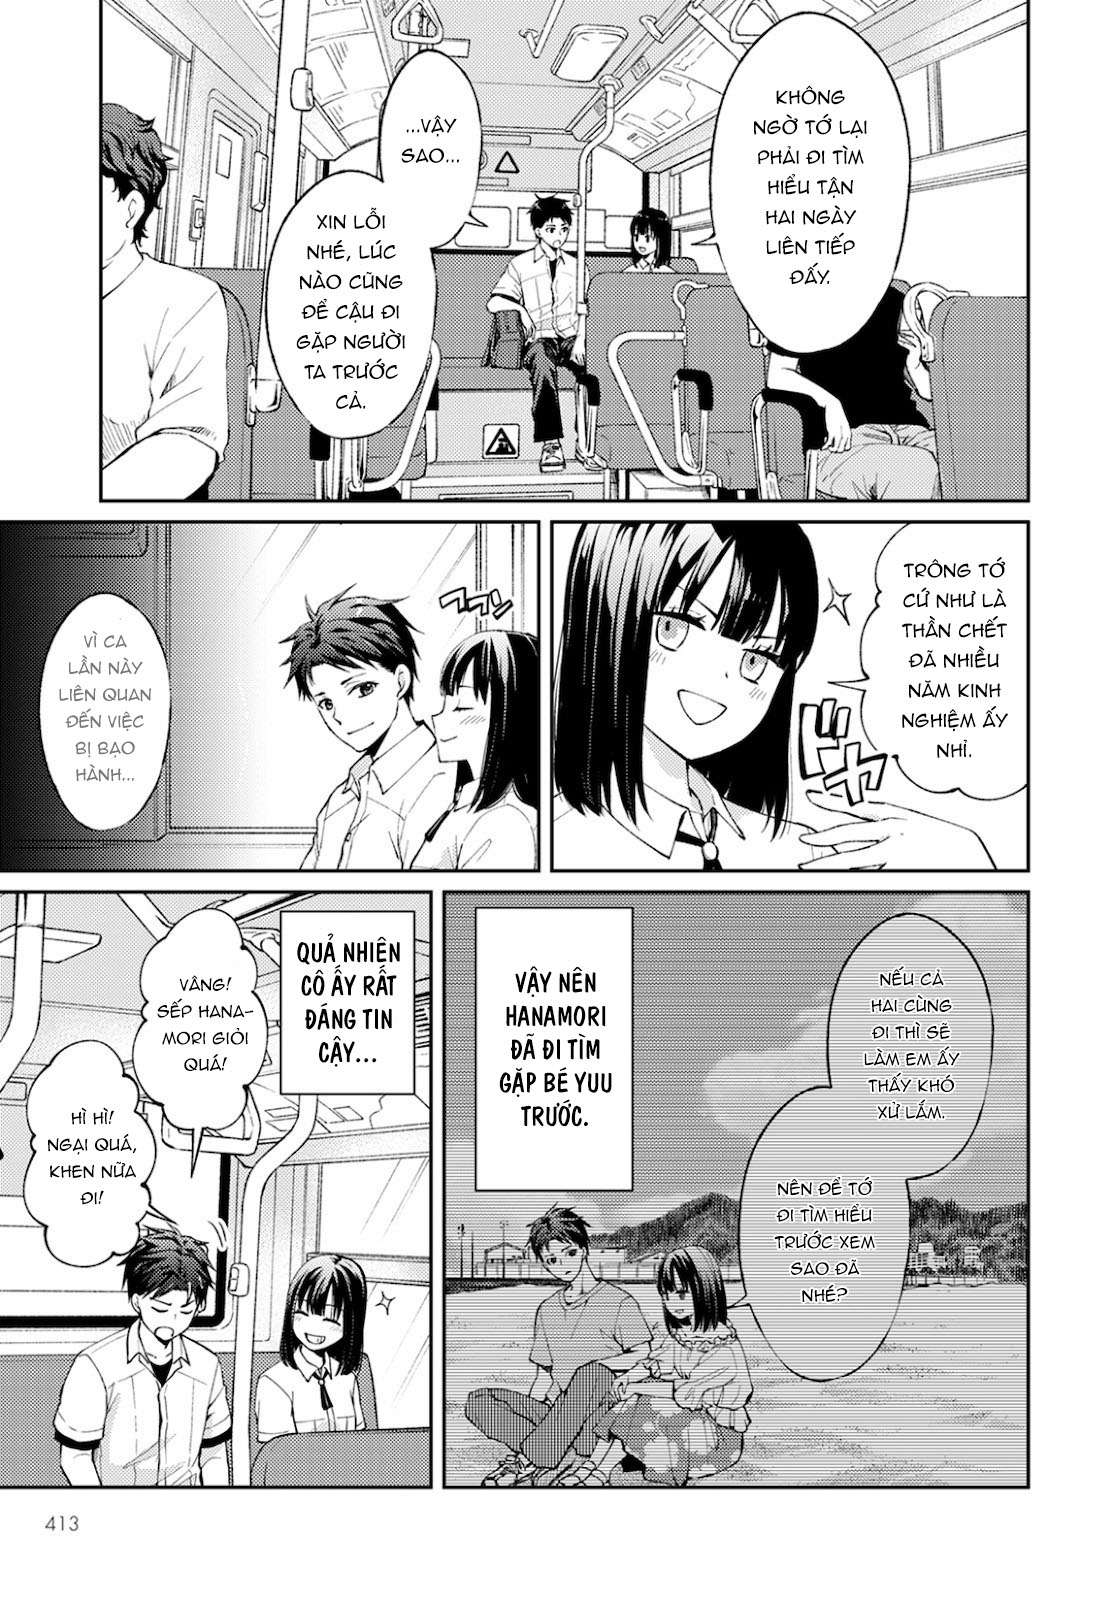 KHÔNG
NGỜ TỚ LẠI
PHẢI ĐI TÌM
HIỂU TẬN
HAI NGÀY
LIÊN TIẾP
ĐẤY.
...VẬY
SAO...
XIN LỖI
NHÉ, LÚC
NÀO CŨNG
ĐỂ CẬU ĐI
GẶP NGƯỜI
TA TRƯỚC
CẢ.
TRÔNG TỚ
CỨ NHƯ LÀ
THẦN CHẾT
ĐÃ NHIỀU
NĂM KINH
NGHIỆM ẤY
NHỈ.
ドヤ
VÌ CA
LẦN NÀY
LIÊN QUAN
ĐẾN VIỆC
BỊ BẠO
HÀNH...
NẾU CẢ
HAI CÙNG
ĐI THÌ SẼ
LÀM EM ẤY
THẤY KHÓ
XỬ LẮM.
NÊN ĐỂ TỚ
ĐI TÌM HIỂU
TRƯỚC XEM
SAO ĐÃ
NHÉ?
VẬY NÊN
HANAMORI
ĐÃ ĐI TÌM
GẶP BÉ YUU
TRƯỚC.
QUẢ NHIÊN
CÔ ẤY RẤT
ĐÁNG TIN
CẬY...
VÂNG!
SẾP HANA-
MORI GIỎI
QUÁ!
HÌ HÌ!
NGẠI QUÁ,
KHEN NỮA
ĐI!
413